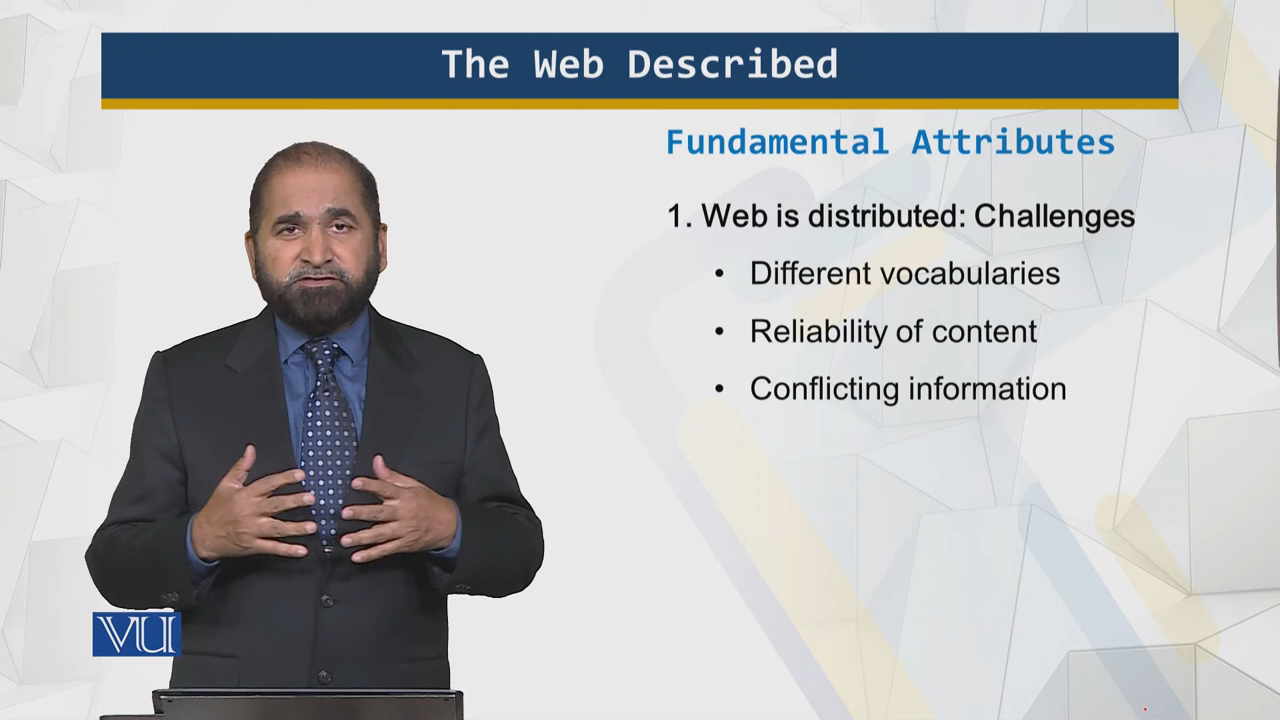 The Web Described
Fundamental Attributes
1. Web is distributed: Challenges
• Different vocabularies
• Reliability of content
• Conflicting information
VU